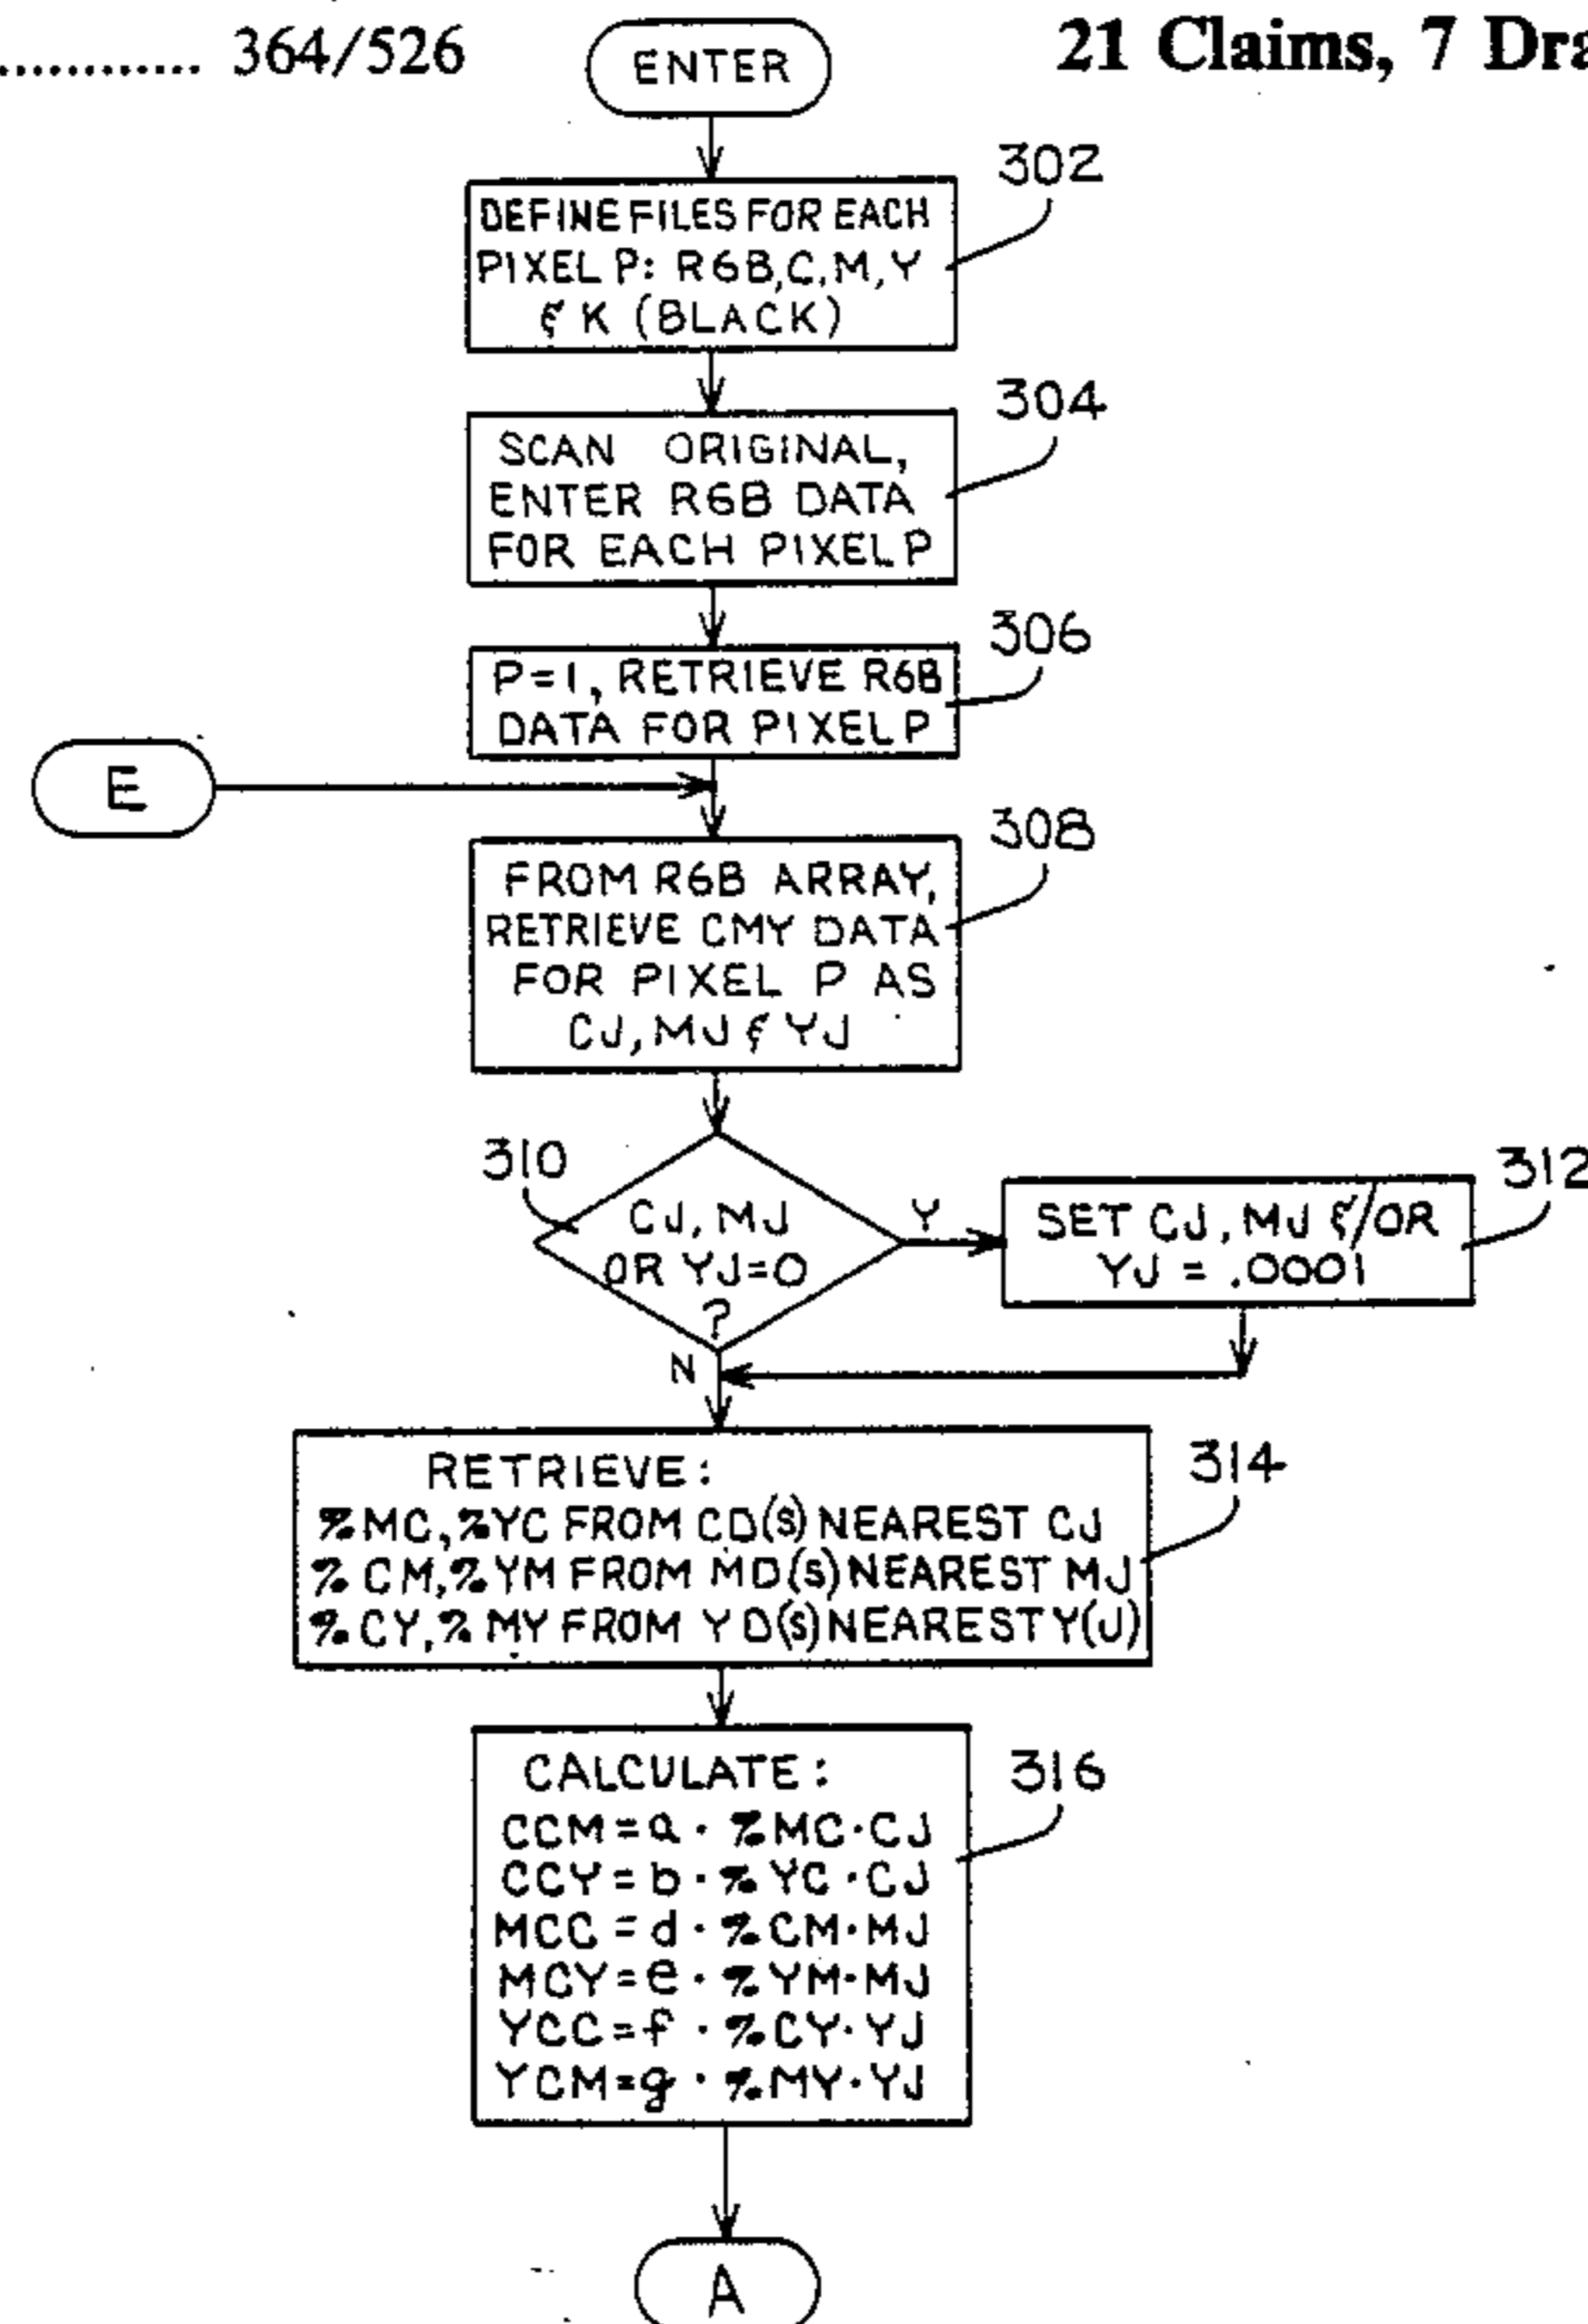 ............ 364/526
21 Claims, 7 Dra
ENTER
302
DEFINE FILES FOR EACH
PIXEL P: RGB, C, M, Y
& K (BLACK)
304
SCAN ORIGINAL,
ENTER RGB DATA
FOR EACH PIXEL P
306
P=1, RETRIEVE RGB
DATA FOR PIXEL P
E
308
FROM RGB ARRAY,
RETRIEVE CMY DATA
FOR PIXEL P AS
CJ, MJ & YJ
310
CJ, MJ
OR YJ=0
?
Y
N
312
SET CJ, MJ &/OR
YJ = .0001
314
RETRIEVE:
%MC, %YC FROM CD(S) NEAREST CJ
%CM, %YM FROM MD(S) NEAREST MJ
%CY, %MY FROM YD(S) NEAREST Y(J)
316
CALCULATE:
CCM = a · %MC · CJ
CCY = b · %YC · CJ
MCC = d · %CM · MJ
MCY = e · %YM · MJ
YCC = f · %CY · YJ
YCM = g · %MY · YJ
A